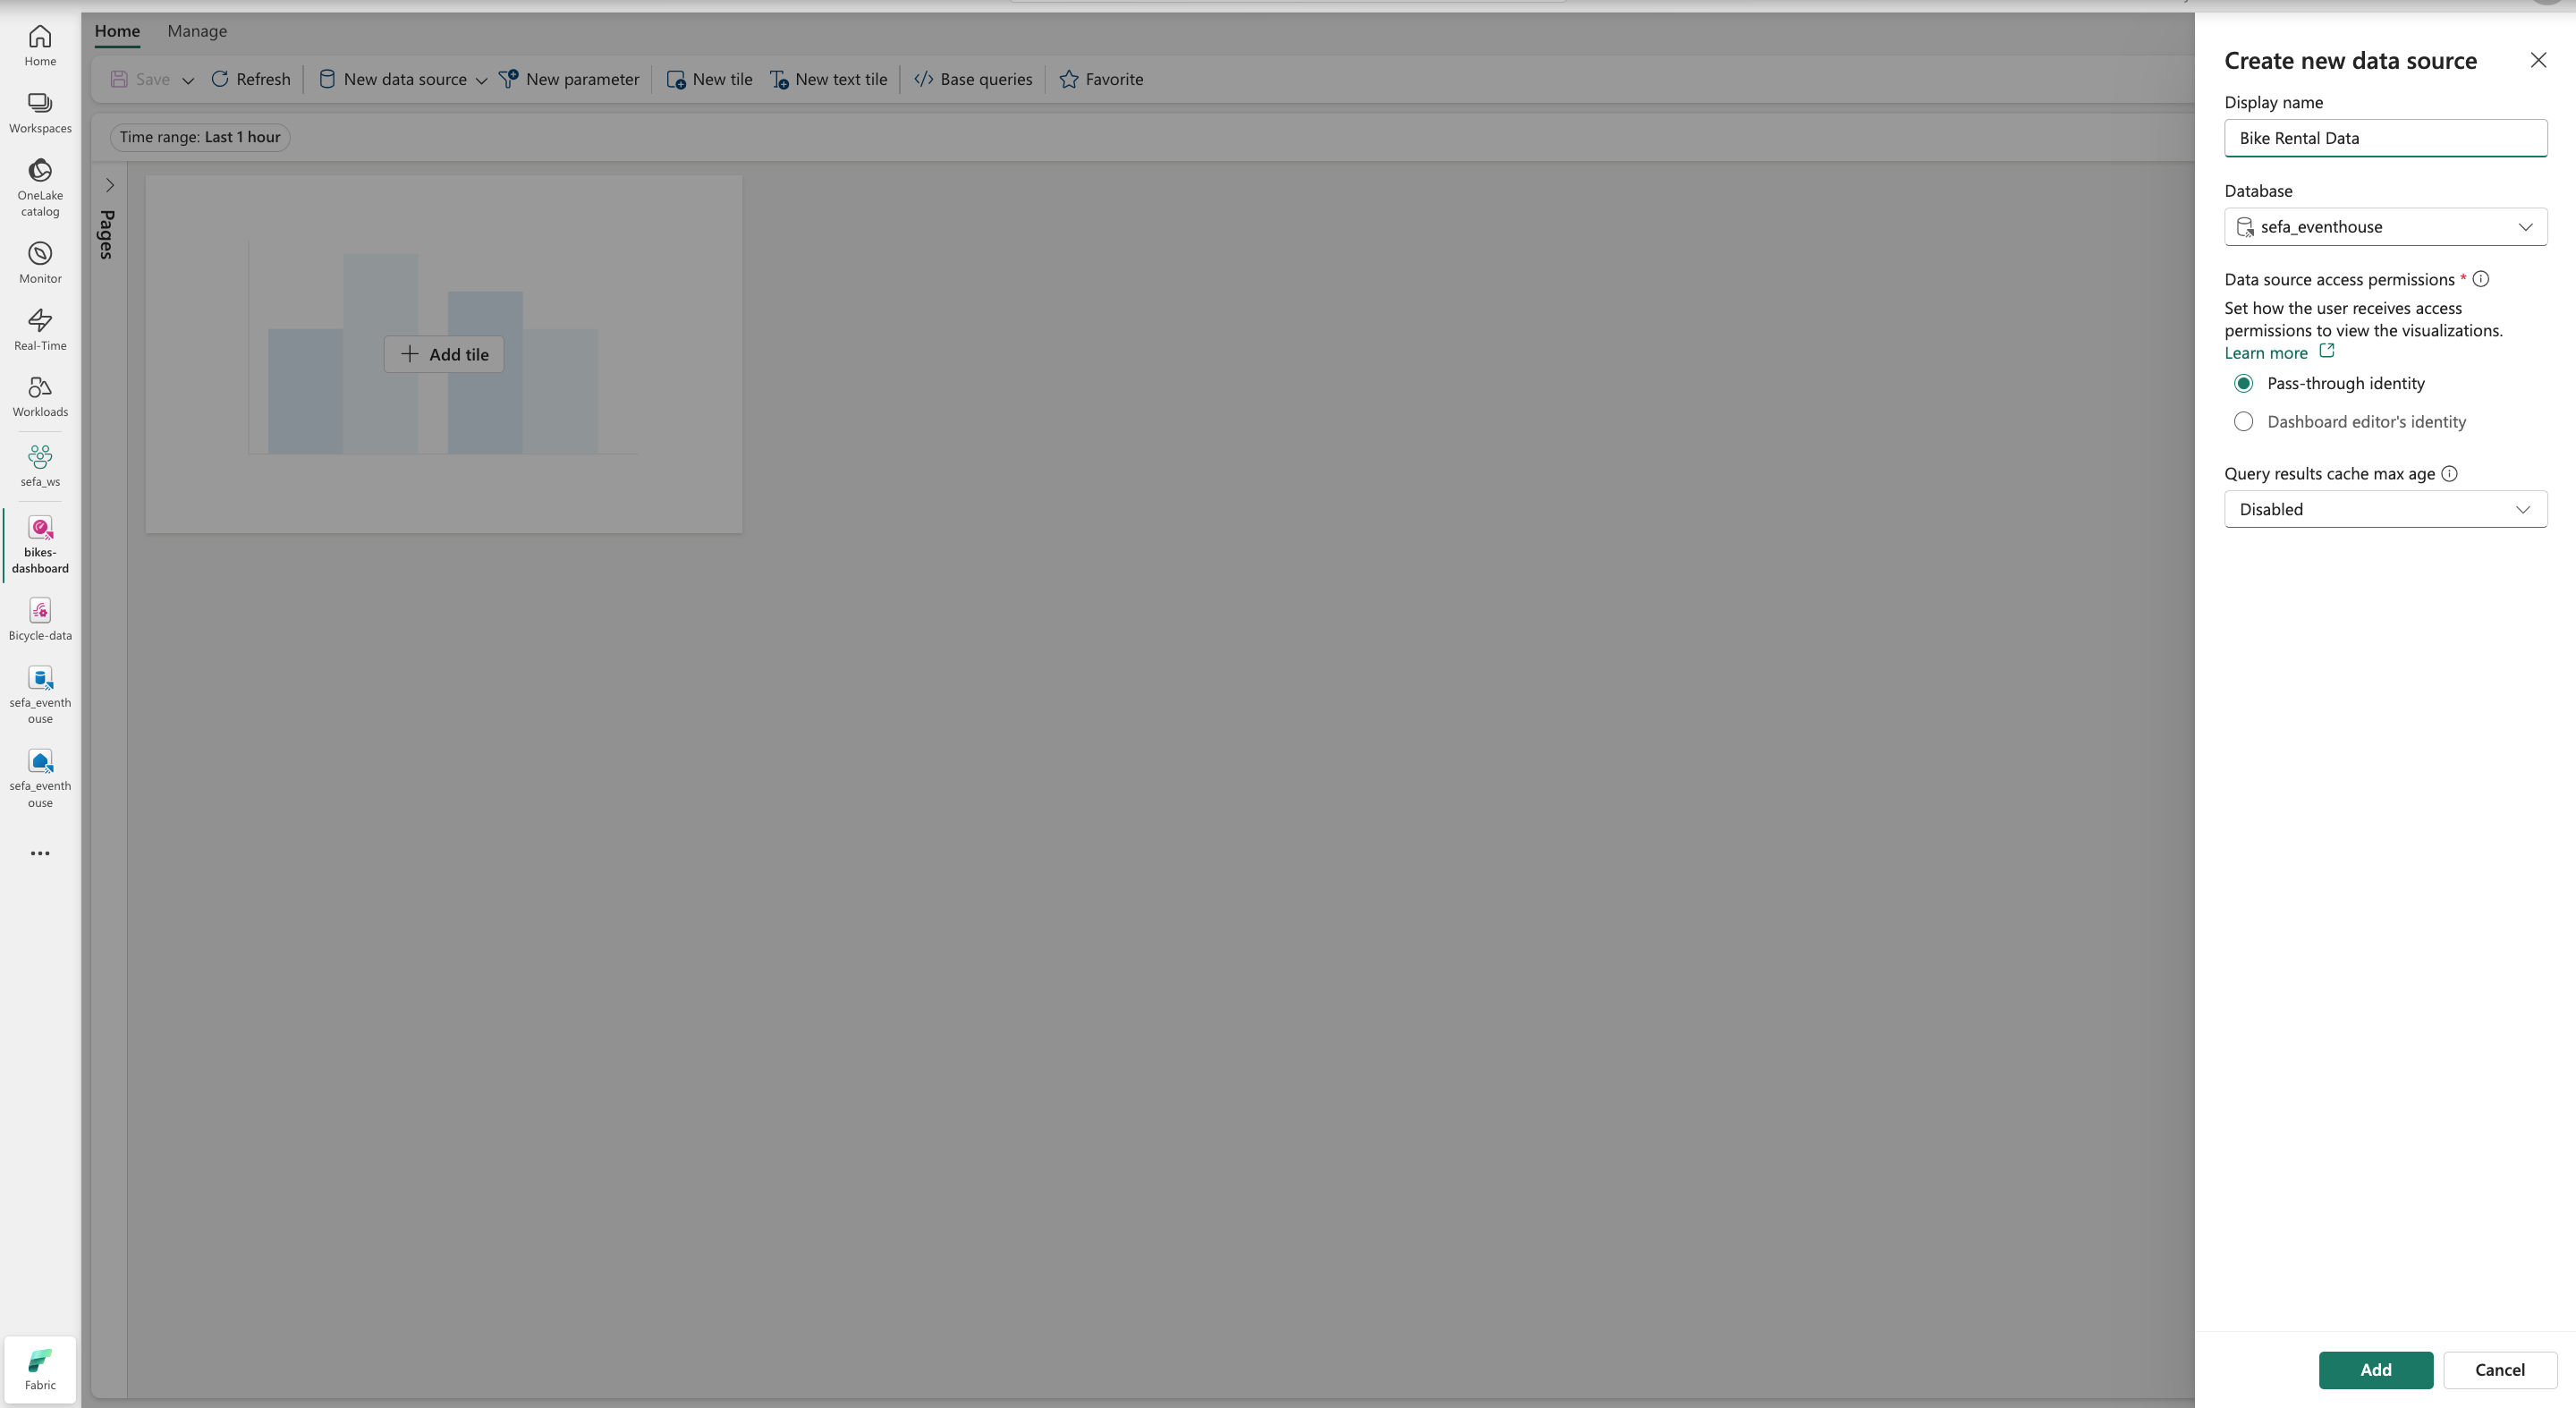 Home
Workspaces
OneLake
catalog
Monitor
Real-Time
Workloads
sefa_ws
bikes-
dashboard
Bicycle-data
sefa_eventh
ouse
sefa_eventh
ouse
Fabric
Home Manage
Save Refresh New data source New parameter New tile New text tile Base queries Favorite
Time range: Last 1 hour
Pages
Add tile
Create new data source
Display name
Bike Rental Data
Database
sefa_eventhouse
Data source access permissions *
Set how the user receives access
permissions to view the visualizations.
Learn more
Pass-through identity
Dashboard editor's identity
Query results cache max age
Disabled
Add Cancel